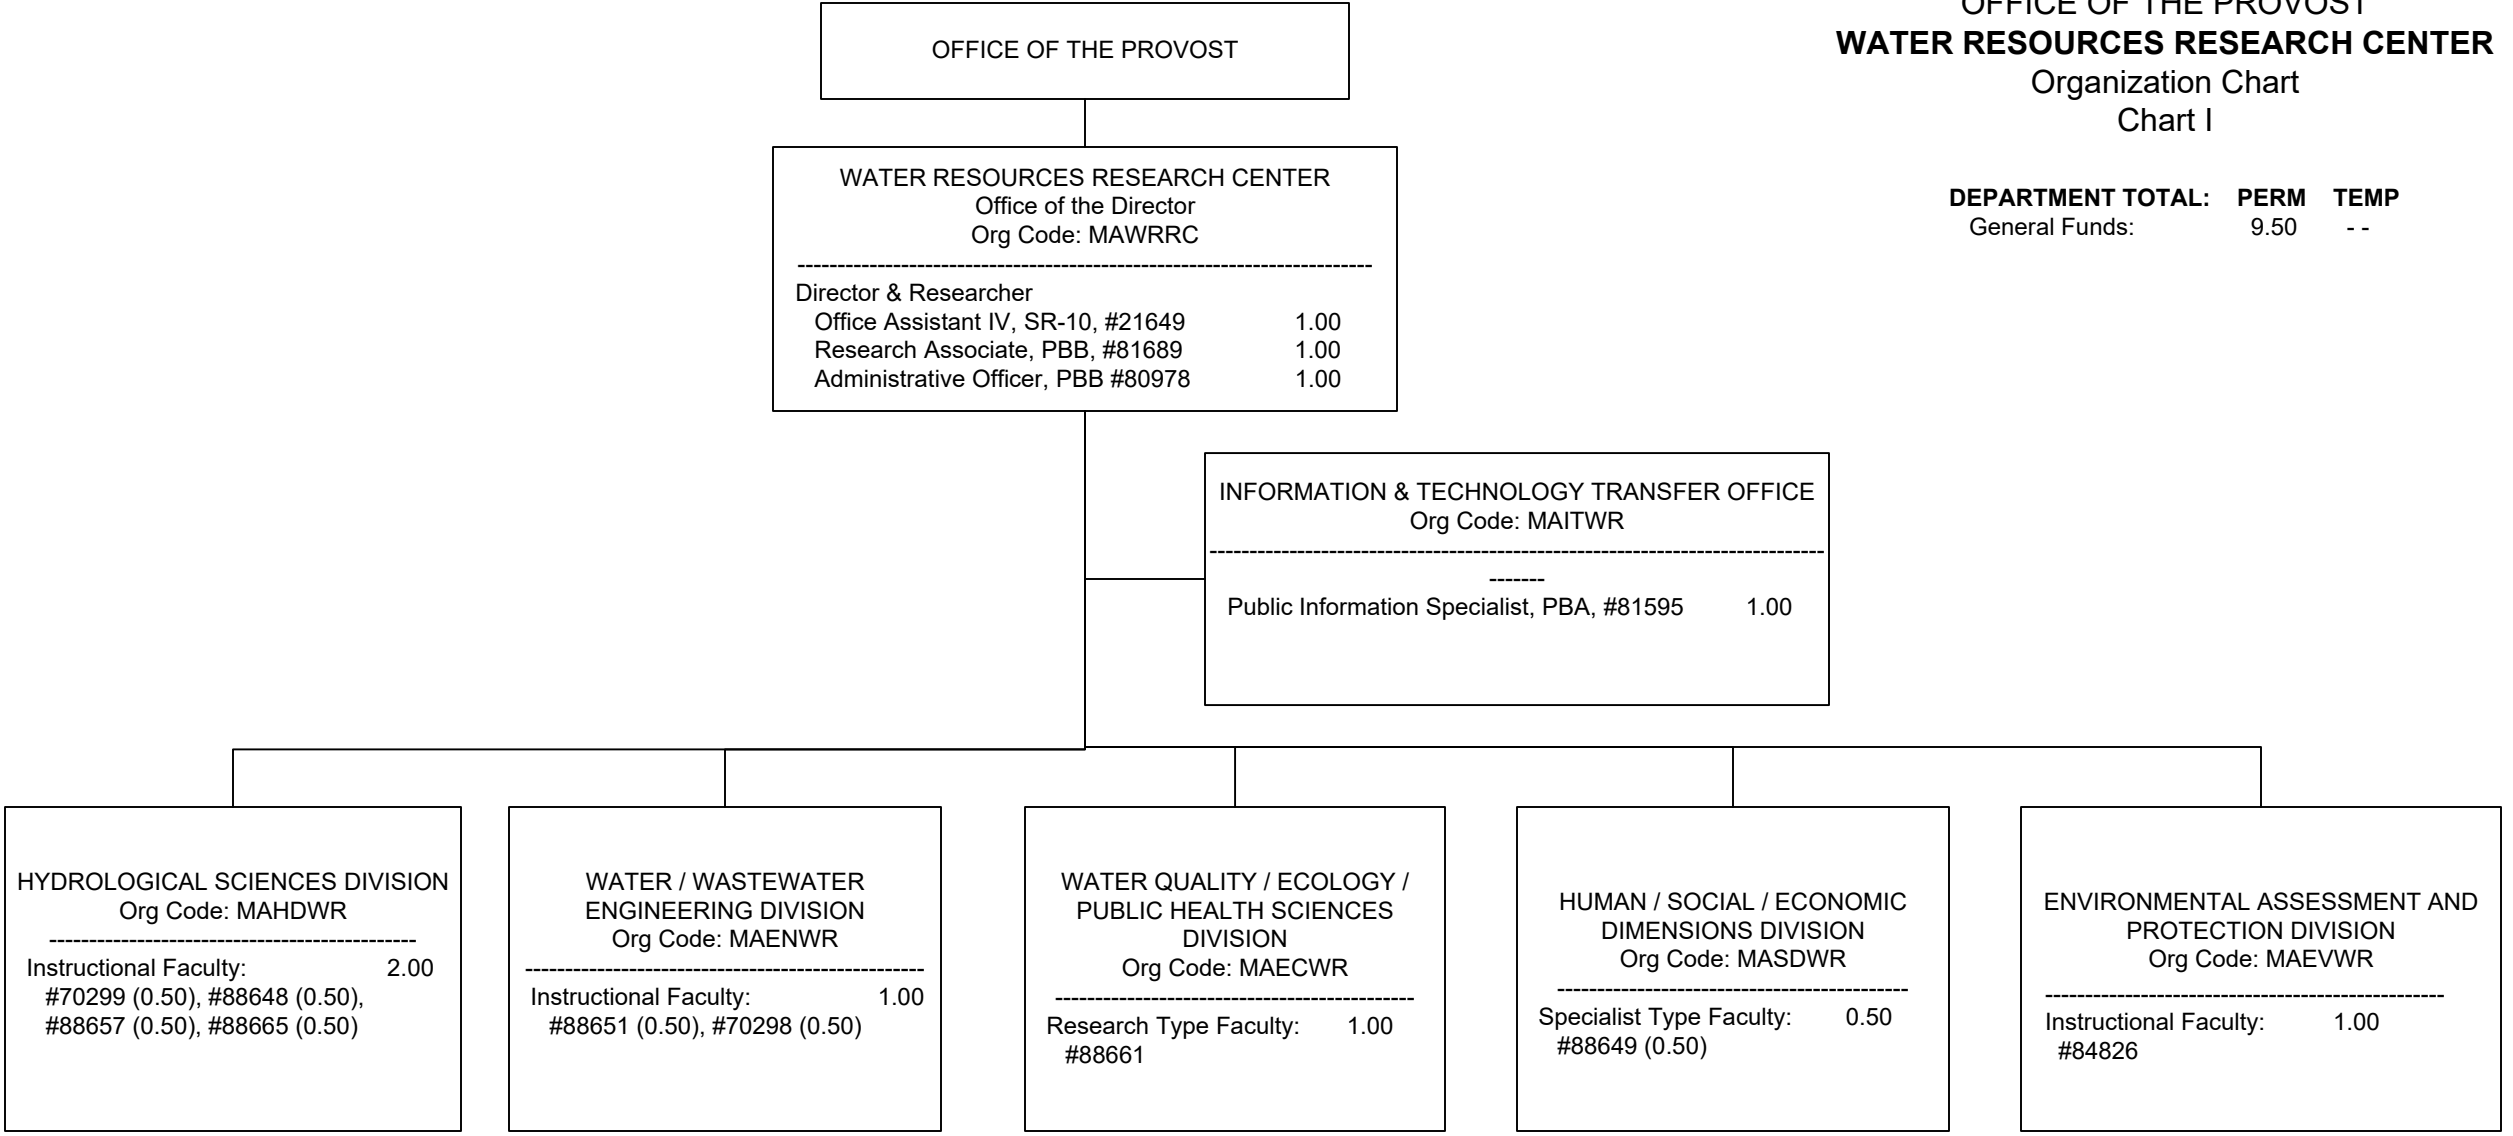 OFFICE OF THE PROVOST
WATER RESOURCES RESEARCH CENTER
Organization Chart
Chart I
DEPARTMENT TOTAL: PERM TEMP
General Funds: 9.50 - -
OFFICE OF THE PROVOST
WATER RESOURCES RESEARCH CENTER
Office of the Director
Org Code: MAWRRC
------------------------------------------------------------------------
Director & Researcher
Office Assistant IV, SR-10, #21649 1.00
Research Associate, PBB, #81689 1.00
Administrative Officer, PBB #80978 1.00
INFORMATION & TECHNOLOGY TRANSFER OFFICE
Org Code: MAITWR
-----------------------------------------------------------------------------
-------
Public Information Specialist, PBA, #81595 1.00
HYDROLOGICAL SCIENCES DIVISION
Org Code: MAHDWR
----------------------------------------------
Instructional Faculty: 2.00
#70299 (0.50), #88648 (0.50),
#88657 (0.50), #88665 (0.50)
WATER / WASTEWATER
ENGINEERING DIVISION
Org Code: MAENWR
--------------------------------------------------
Instructional Faculty: 1.00
#88651 (0.50), #70298 (0.50)
WATER QUALITY / ECOLOGY /
PUBLIC HEALTH SCIENCES
DIVISION
Org Code: MAECWR
---------------------------------------------
Research Type Faculty: 1.00
#88661
HUMAN / SOCIAL / ECONOMIC
DIMENSIONS DIVISION
Org Code: MASDWR
--------------------------------------------
Specialist Type Faculty: 0.50
#88649 (0.50)
ENVIRONMENTAL ASSESSMENT AND
PROTECTION DIVISION
Org Code: MAEVWR
--------------------------------------------------
Instructional Faculty: 1.00
#84826